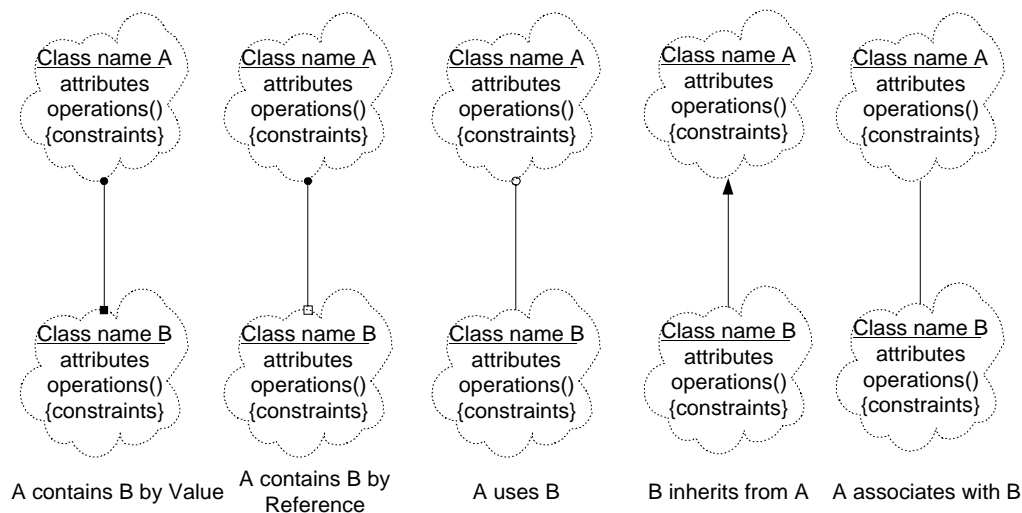 Class name A
attributes
operations()
{constraints}
Class name A
attributes
operations()
{constraints}
Class name A
attributes
operations()
{constraints}
Class name A
attributes
operations()
{constraints}
Class name A
attributes
operations()
{constraints}
Class name B
attributes
operations()
{constraints}
Class name B
attributes
operations()
{constraints}
Class name B
attributes
operations()
{constraints}
Class name B
attributes
operations()
{constraints}
Class name B
attributes
operations()
{constraints}
A contains B by Value
A contains B by
Reference
A uses B
B inherits from A
A associates with B